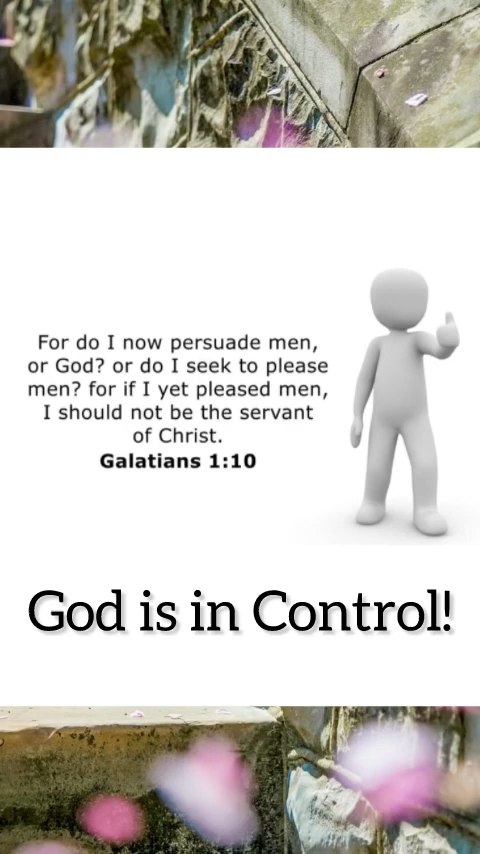 For do I now persuade men,
or God? or do I seek to please
men? for if I yet pleased men,
I should not be the servant
of Christ.
Galatians 1:10
God is in Control!